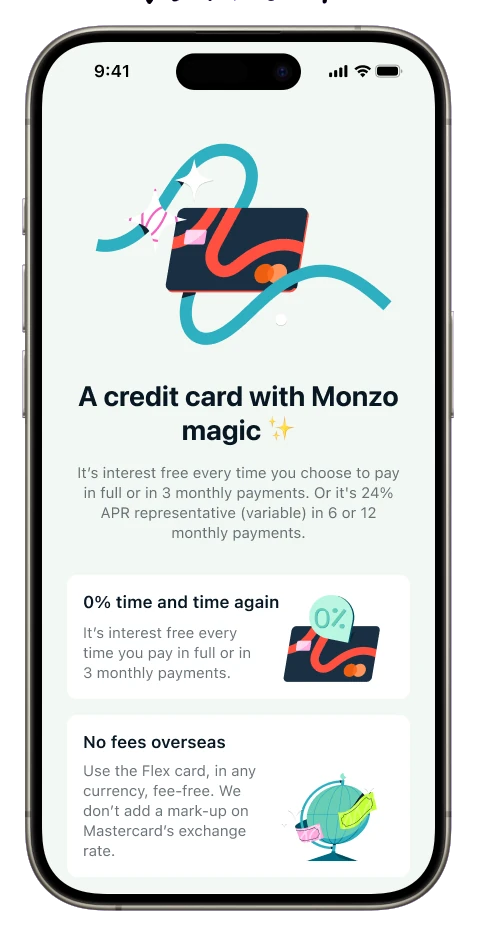 9:41
A credit card with Monzo
magic ✨
It's interest free every time you choose to pay
in full or in 3 monthly payments. Or it's 24%
APR representative (variable) in 6 or 12
monthly payments.
0% time and time again
It's interest free every
time you pay in full or in
3 monthly payments.
0%
No fees overseas
Use the Flex card, in any
currency, fee-free. We
don't add a mark-up on
Mastercard's exchange
rate.